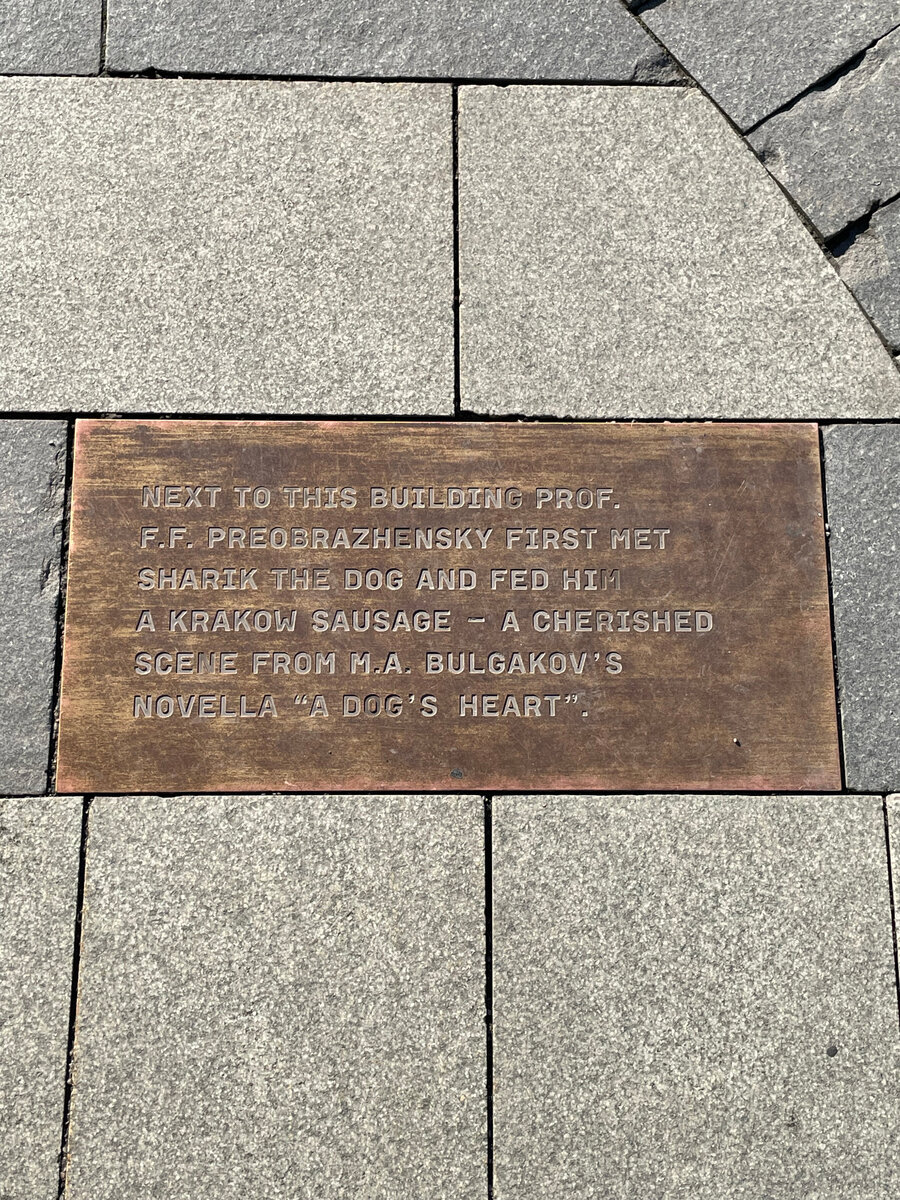 NEXT TO THIS BUILDING PROF.
F.F. PREOBRAZHENSKY FIRST MET
SHARIK THE DOG AND FED HIM
A KRAKOW SAUSAGE – A CHERISHED
SCENE FROM M.A. BULGAKOV’S
NOVELLA “A DOG’S HEART”.